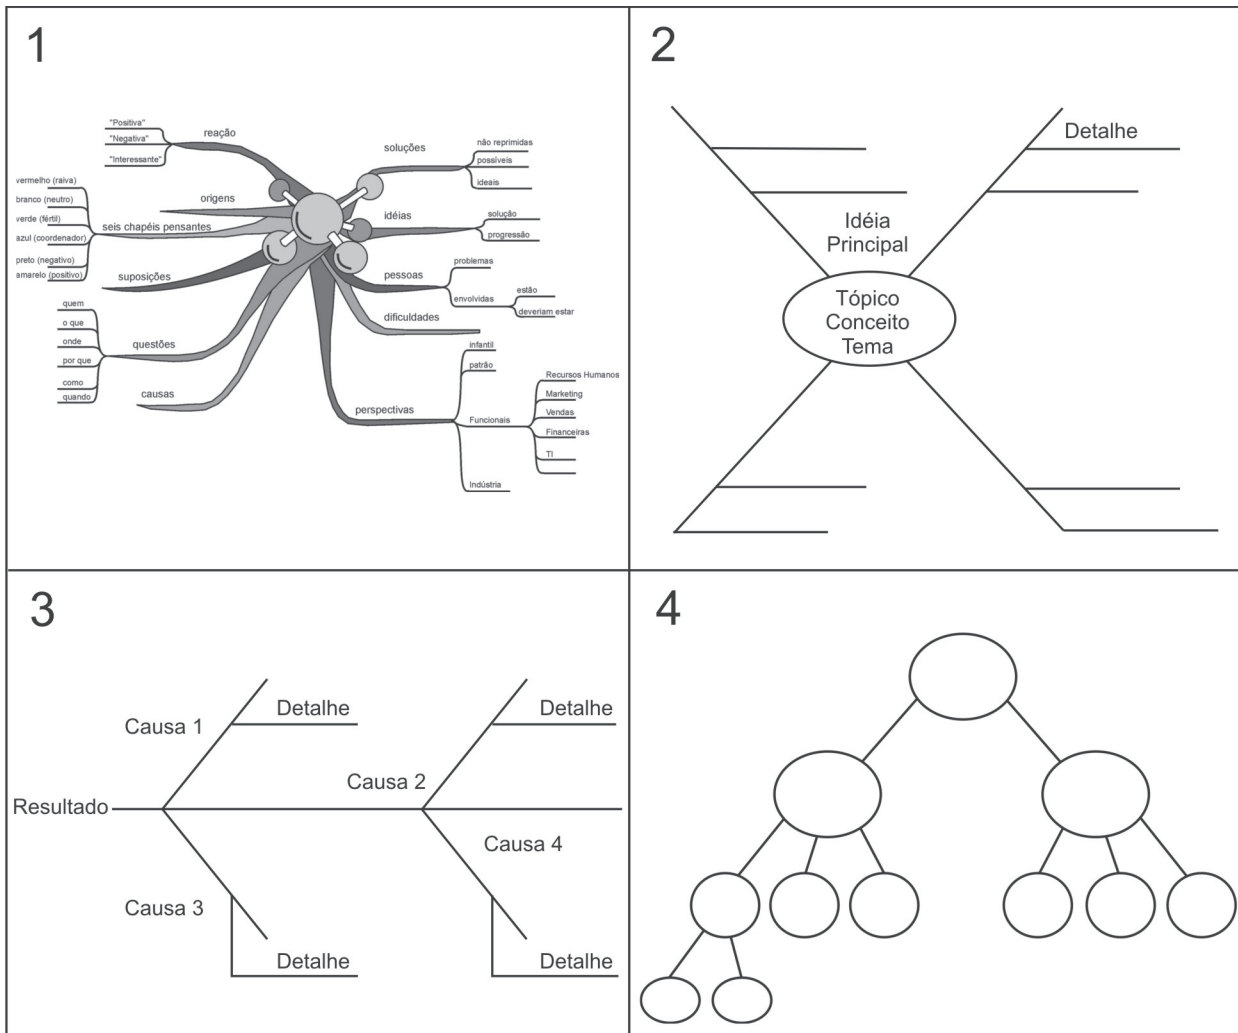 1
"Positiva"
"Negativa"
"Interessante"
reação
vermelho (raiva)
branco (neutro)
verde (fértil)
azul (coordenador)
preto (negativo)
amarelo (positivo)
origens
seis chapéis pensantes
suposições
quem
o que
onde
por que
como
quando
questões
causas
soluções
não reprimidas
possíveis
ideais
idéias
solução
progressão
pessoas
problemas
envolvidas
estão
deveriam estar
dificuldades
perspectivas
infantil
patrão
Funcionais
Indústria
Recursos Humanos
Marketing
Vendas
Financeiras
TI
2
Detalhe
Idéia
Principal
Tópico
Conceito
Tema
3
Causa 1
Detalhe
Detalhe
Causa 2
Resultado
Causa 4
Causa 3
Detalhe
Detalhe
4